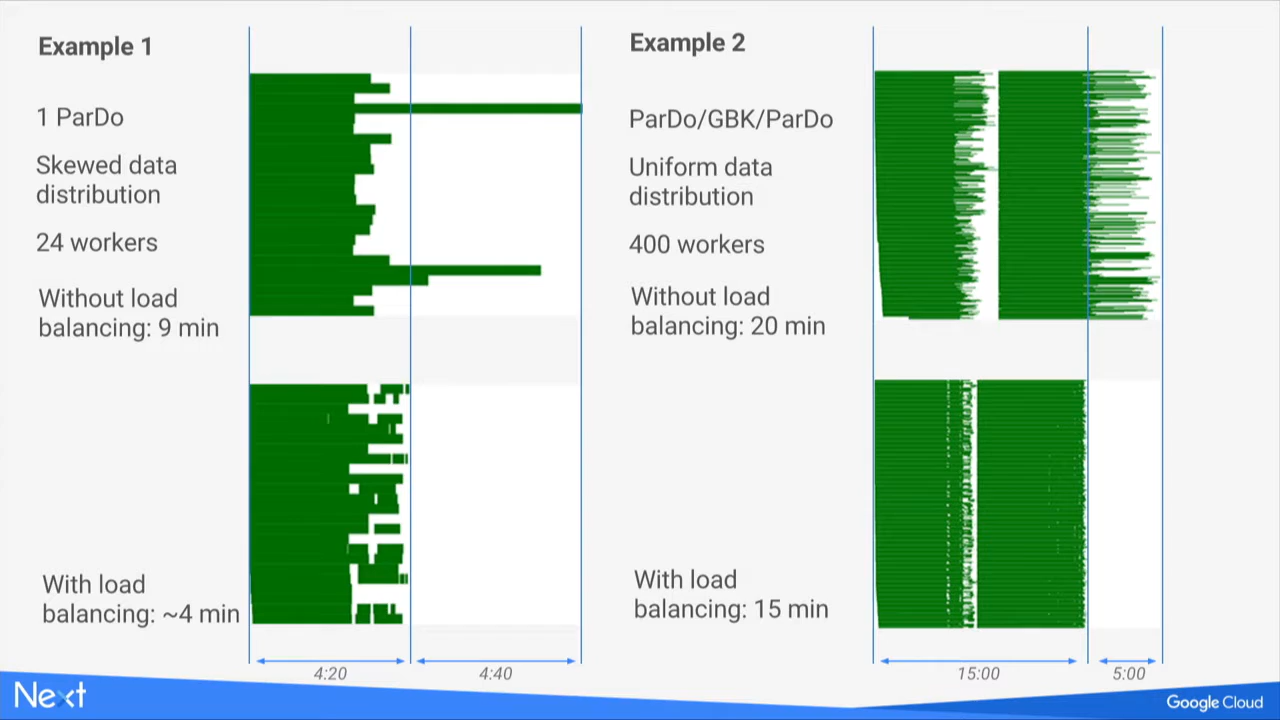 Example 1
1 ParDo
Skewed data
distribution
24 workers
Without load
balancing: 9 min
With load
balancing: ~4 min
4:20
4:40
Example 2
ParDo/GBK/ParDo
Uniform data
distribution
400 workers
Without load
balancing: 20 min
With load
balancing: 15 min
15:00
5:00
Next
Google Cloud